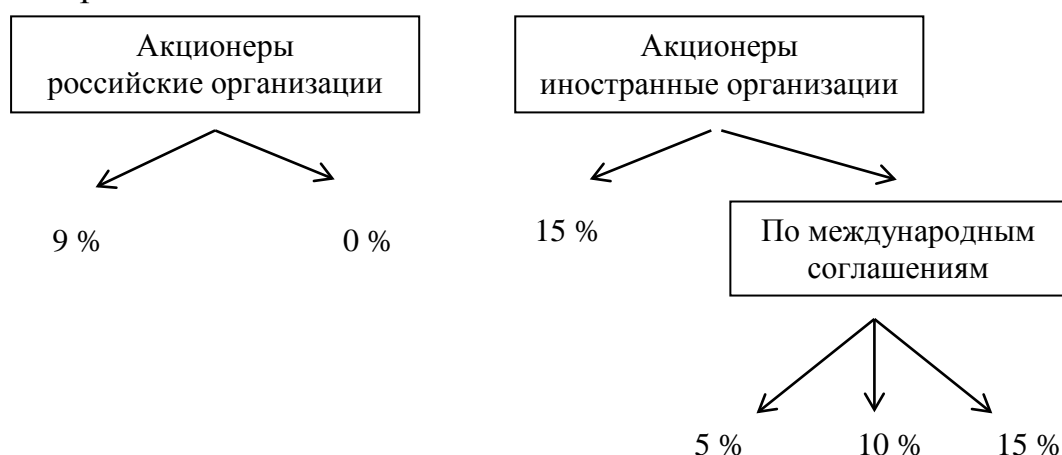 Акционеры
российские организации
Акционеры
иностранные организации
9 %
0 %
15 %
По международным
соглашениям
5 %
10 %
15 %